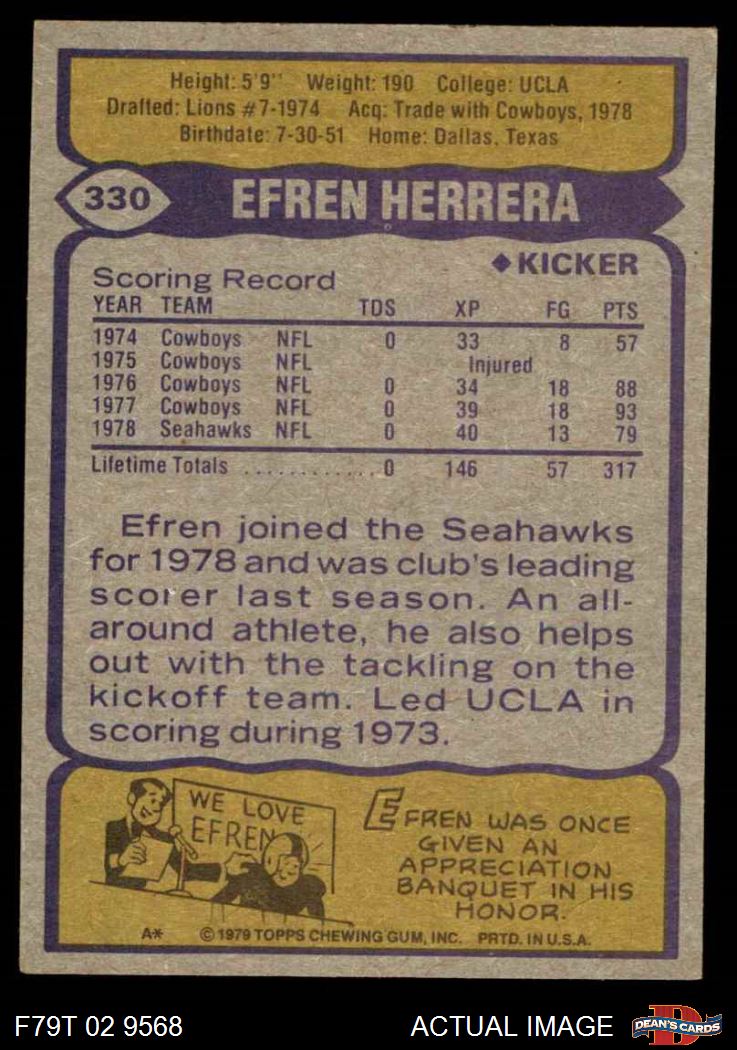 Height: 5'9" Weight: 190 College: UCLA
Drafted: Lions #7-1974 Acq: Trade with Cowboys, 1978
Birthdate: 7-30-51 Home: Dallas, Texas
330 EFREN HERRERA
◆KICKER
Scoring Record
YEAR TEAM TDS XP FG PTS
1974 Cowboys NFL 0 33 8 57
1975 Cowboys NFL Injured
1976 Cowboys NFL 0 34 18 88
1977 Cowboys NFL 0 39 18 93
1978 Seahawks NFL 0 40 13 79
Lifetime Totals ............ 0 146 57 317
Efren joined the Seahawks
for 1978 and was club's leading
scorer last season. An all-
around athlete, he also helps
out with the tackling on the
kickoff team. Led UCLA in
scoring during 1973.
WE LOVE
EFREN
EFREN WAS ONCE
GIVEN AN
APPRECIATION
BANQUET IN HIS
HONOR.
A* ©1979 TOPPS CHEWING GUM, INC. PRTD. IN U.S.A.
F79T 02 9568 ACTUAL IMAGE D DEAN'S CARDS